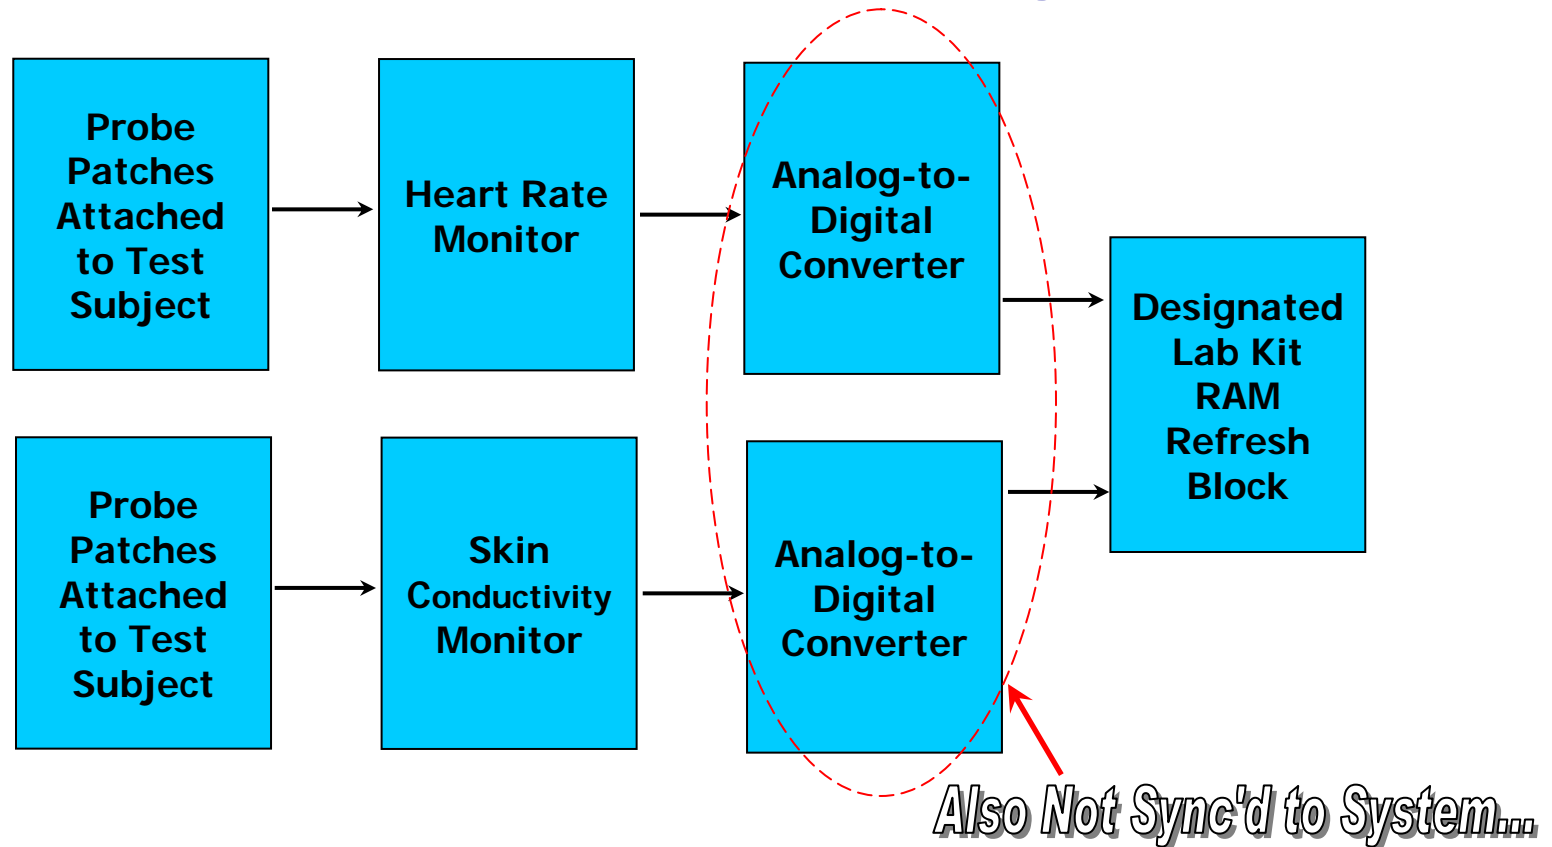 Probe
Patches
Attached
to Test
Subject
Heart Rate
Monitor
Analog-to-
Digital
Converter
Designated
Lab Kit
RAM
Refresh
Block
Probe
Patches
Attached
to Test
Subject
Skin
Conductivity
Monitor
Analog-to-
Digital
Converter
Also Not Sync'd to System...